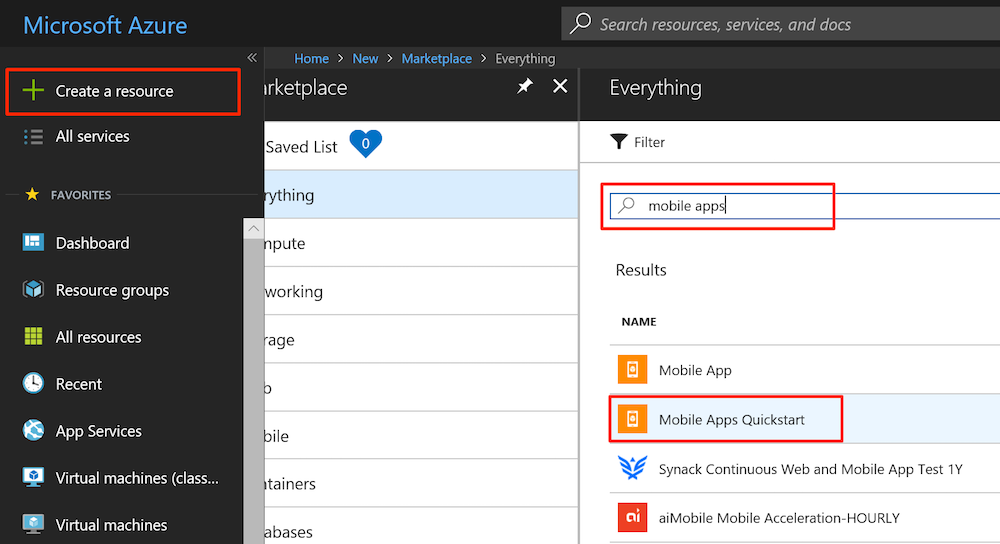 Microsoft Azure
Search resources, services, and docs
Home > New > Marketplace > Everything
Create a resource
All services
FAVORITES
Dashboard
Resource groups
All resources
Recent
App Services
Virtual machines (class...
Virtual machines
arketplace
Saved List
0
rything
mpute
working
rage
b
bile
ntainers
abases
Everything
Filter
mobile apps
Results
NAME
Mobile App
Mobile Apps Quickstart
Synack Continuous Web and Mobile App Test 1Y
ai
aiMobile Mobile Acceleration-HOURLY